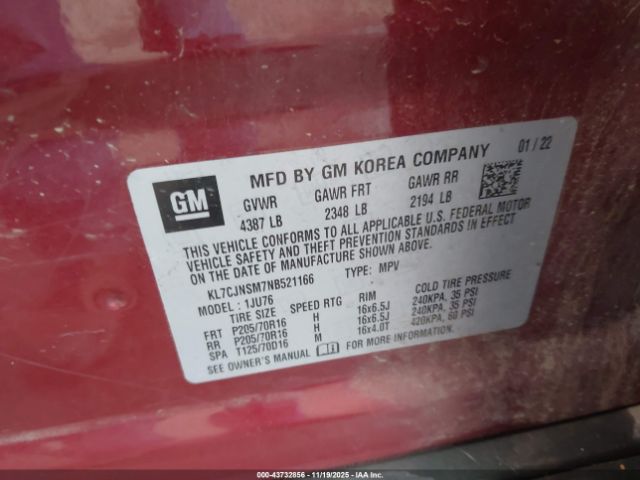 GM
MFD BY GM KOREA COMPANY 01 / 22
GVWR GAWR FRT GAWR RR
4387 LB 2348 LB 2194 LB
THIS VEHICLE CONFORMS TO ALL APPLICABLE U.S. FEDERAL MOTOR
VEHICLE SAFETY AND THEFT PREVENTION STANDARDS IN EFFECT
ON THE DATE OF MANUFACTURE SHOWN ABOVE.
KL7CJNSM7NB521166 TYPE: MPV
MODEL: 1JU76
TIRE SIZE SPEED RTG RIM COLD TIRE PRESSURE
FRT P205/70R16 H 16x6.5J 240KPA, 35 PSI
RR P205/70R16 H 16x6.5J 240KPA, 35 PSI
SPA T125/70D16 M 16x4.0T 420KPA, 60 PSI
SEE OWNER'S MANUAL FOR MORE INFORMATION.
000-43732856 - 11/19/2025 - iaai.com